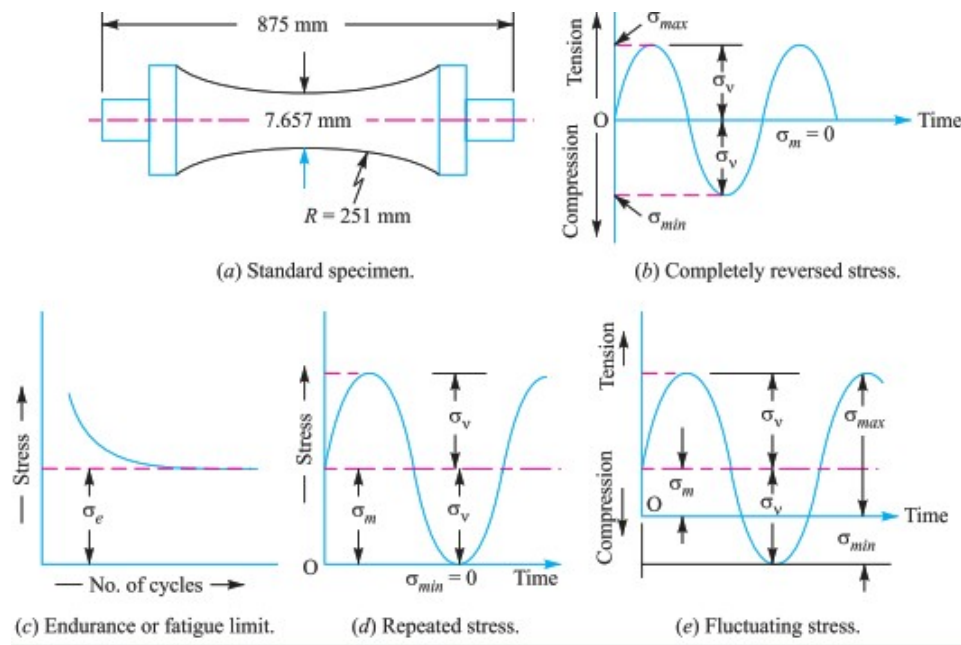 875 mm
7.657 mm
R = 251 mm
(a) Standard specimen.
Tension
Compression
O
σmax
σv
σv
σm = 0
Time
σmin
(b) Completely reversed stress.
Stress
σe
No. of cycles
(c) Endurance or fatigue limit.
Stress
σv
σm
σv
O
σmin = 0
Time
(d) Repeated stress.
Tension
Compression
σv
σmax
σm
σv
O
Time
σmin
(e) Fluctuating stress.